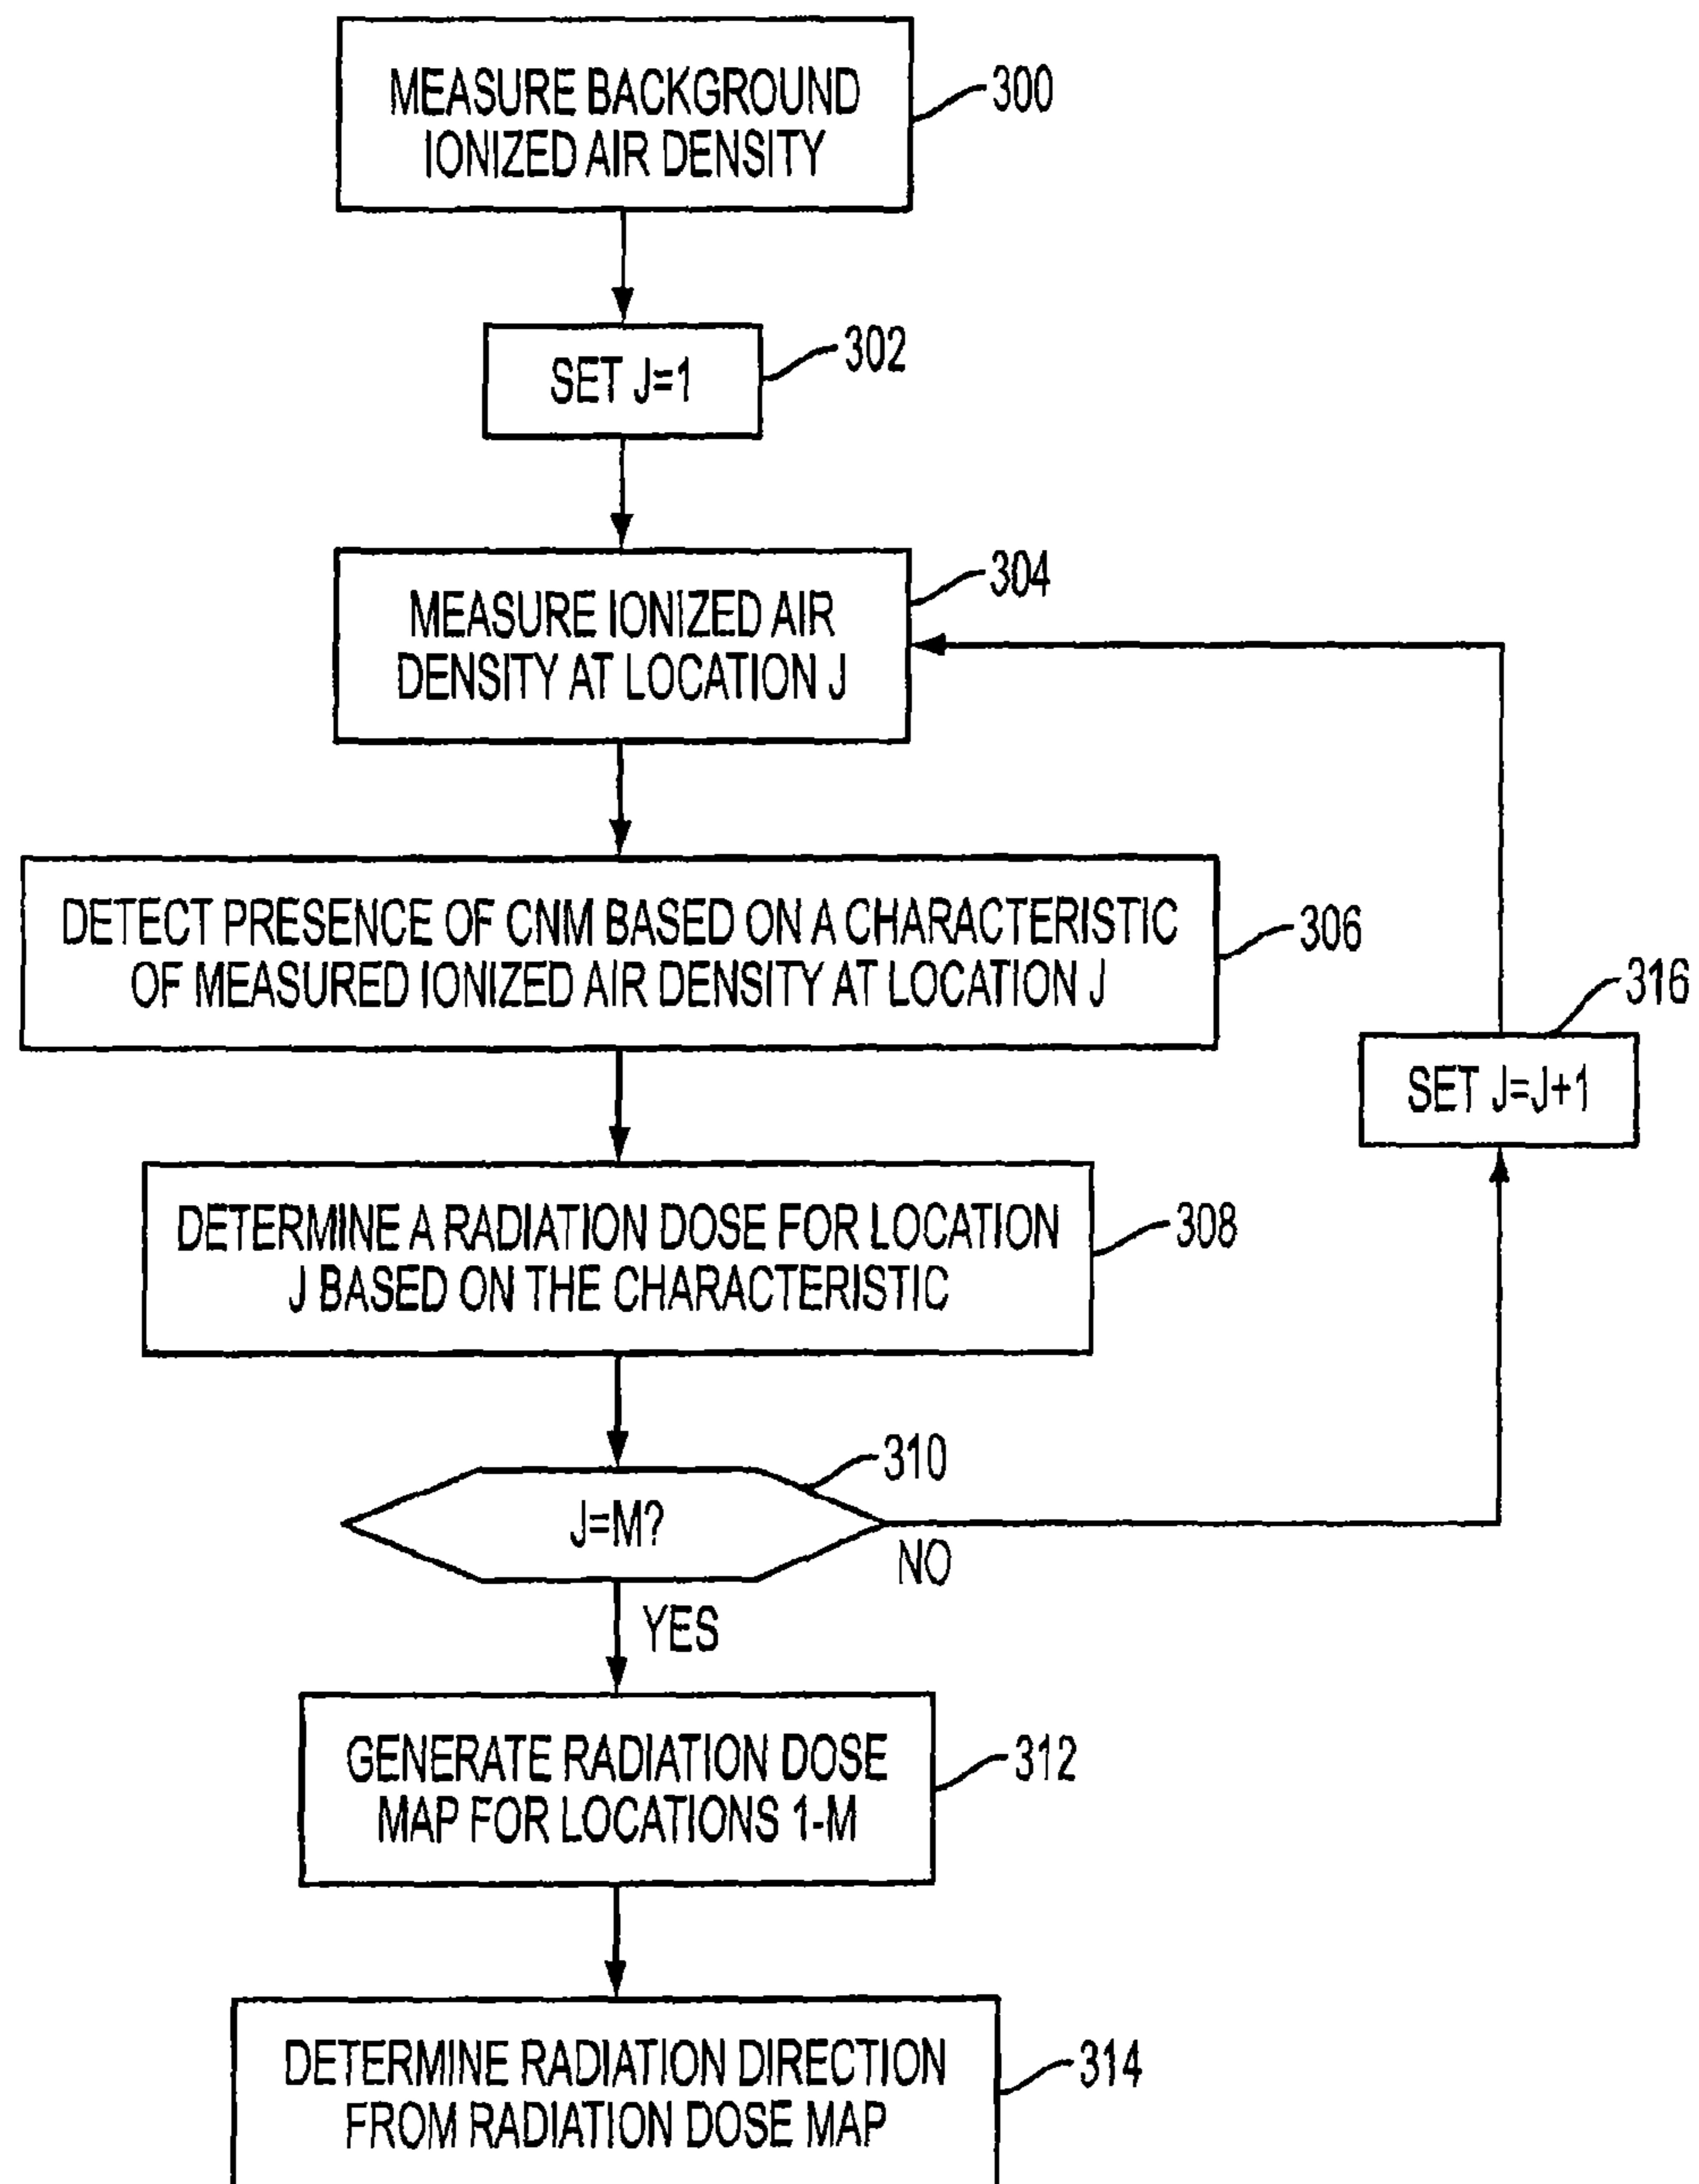 MEASURE BACKGROUND
IONIZED AIR DENSITY
300
SET J=1
302
MEASURE IONIZED AIR
DENSITY AT LOCATION J
304
DETECT PRESENCE OF CNM BASED ON A CHARACTERISTIC
OF MEASURED IONIZED AIR DENSITY AT LOCATION J
306
316
SET J=J+1
DETERMINE A RADIATION DOSE FOR LOCATION
J BASED ON THE CHARACTERISTIC
308
310
J=M?
NO
YES
GENERATE RADIATION DOSE
MAP FOR LOCATIONS 1-M
312
DETERMINE RADIATION DIRECTION
FROM RADIATION DOSE MAP
314